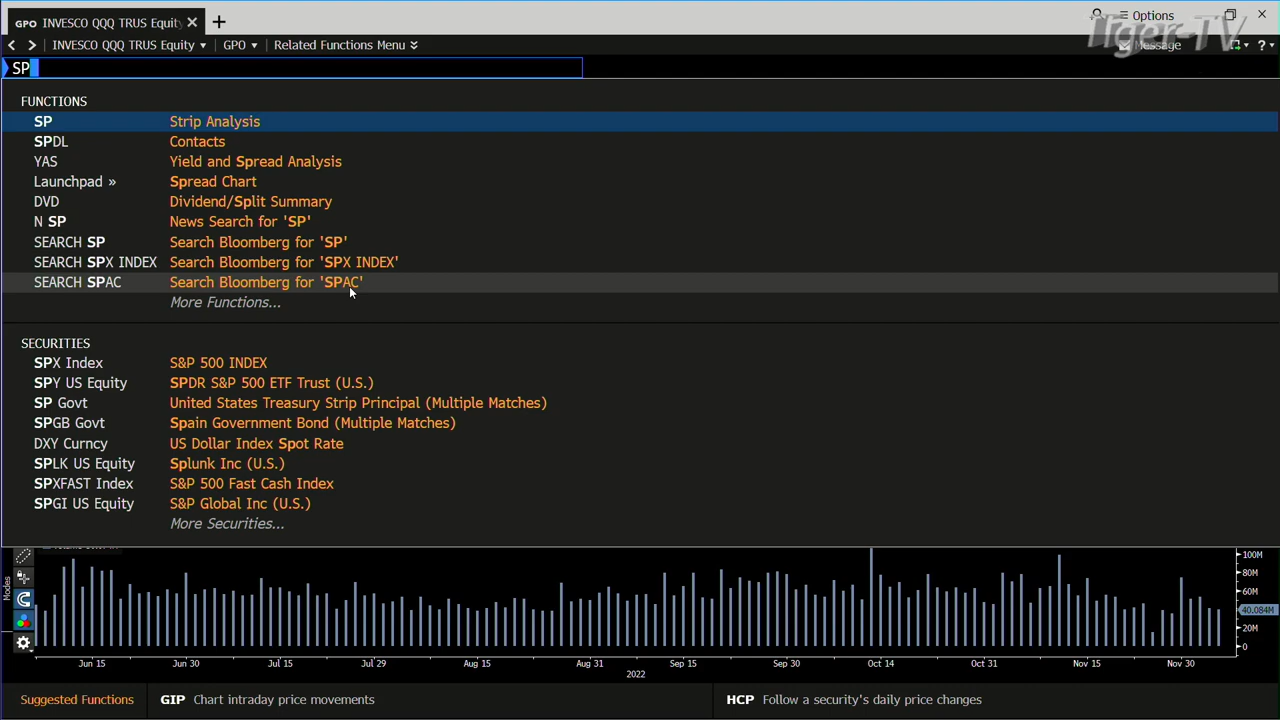 GPO INVESCO QQQ TRUS Equity
Options
Tiger-TV
INVESCO QQQ TRUS Equity GPO Related Functions Menu Message ?
SP
FUNCTIONS
SP Strip Analysis
SPDL Contacts
YAS Yield and Spread Analysis
Launchpad » Spread Chart
DVD Dividend/Split Summary
N SP News Search for 'SP'
SEARCH SP Search Bloomberg for 'SP'
SEARCH SPX INDEX Search Bloomberg for 'SPX INDEX'
SEARCH SPAC Search Bloomberg for 'SPAC'
More Functions...
SECURITIES
SPX Index S&P 500 INDEX
SPY US Equity SPDR S&P 500 ETF Trust (U.S.)
SP Govt United States Treasury Strip Principal (Multiple Matches)
SPGB Govt Spain Government Bond (Multiple Matches)
DXY Curncy US Dollar Index Spot Rate
SPLK US Equity Splunk Inc (U.S.)
SPXFAST Index S&P 500 Fast Cash Index
SPGI US Equity S&P Global Inc (U.S.)
More Securities...
Modes
100M
80M
60M
40.084M
20M
0
Jun 15 Jun 30 Jul 15 Jul 29 Aug 15 Aug 31 Sep 15 Sep 30 Oct 14 Oct 31 Nov 15 Nov 30
2022
Suggested Functions GIP Chart intraday price movements HCP Follow a security's daily price changes